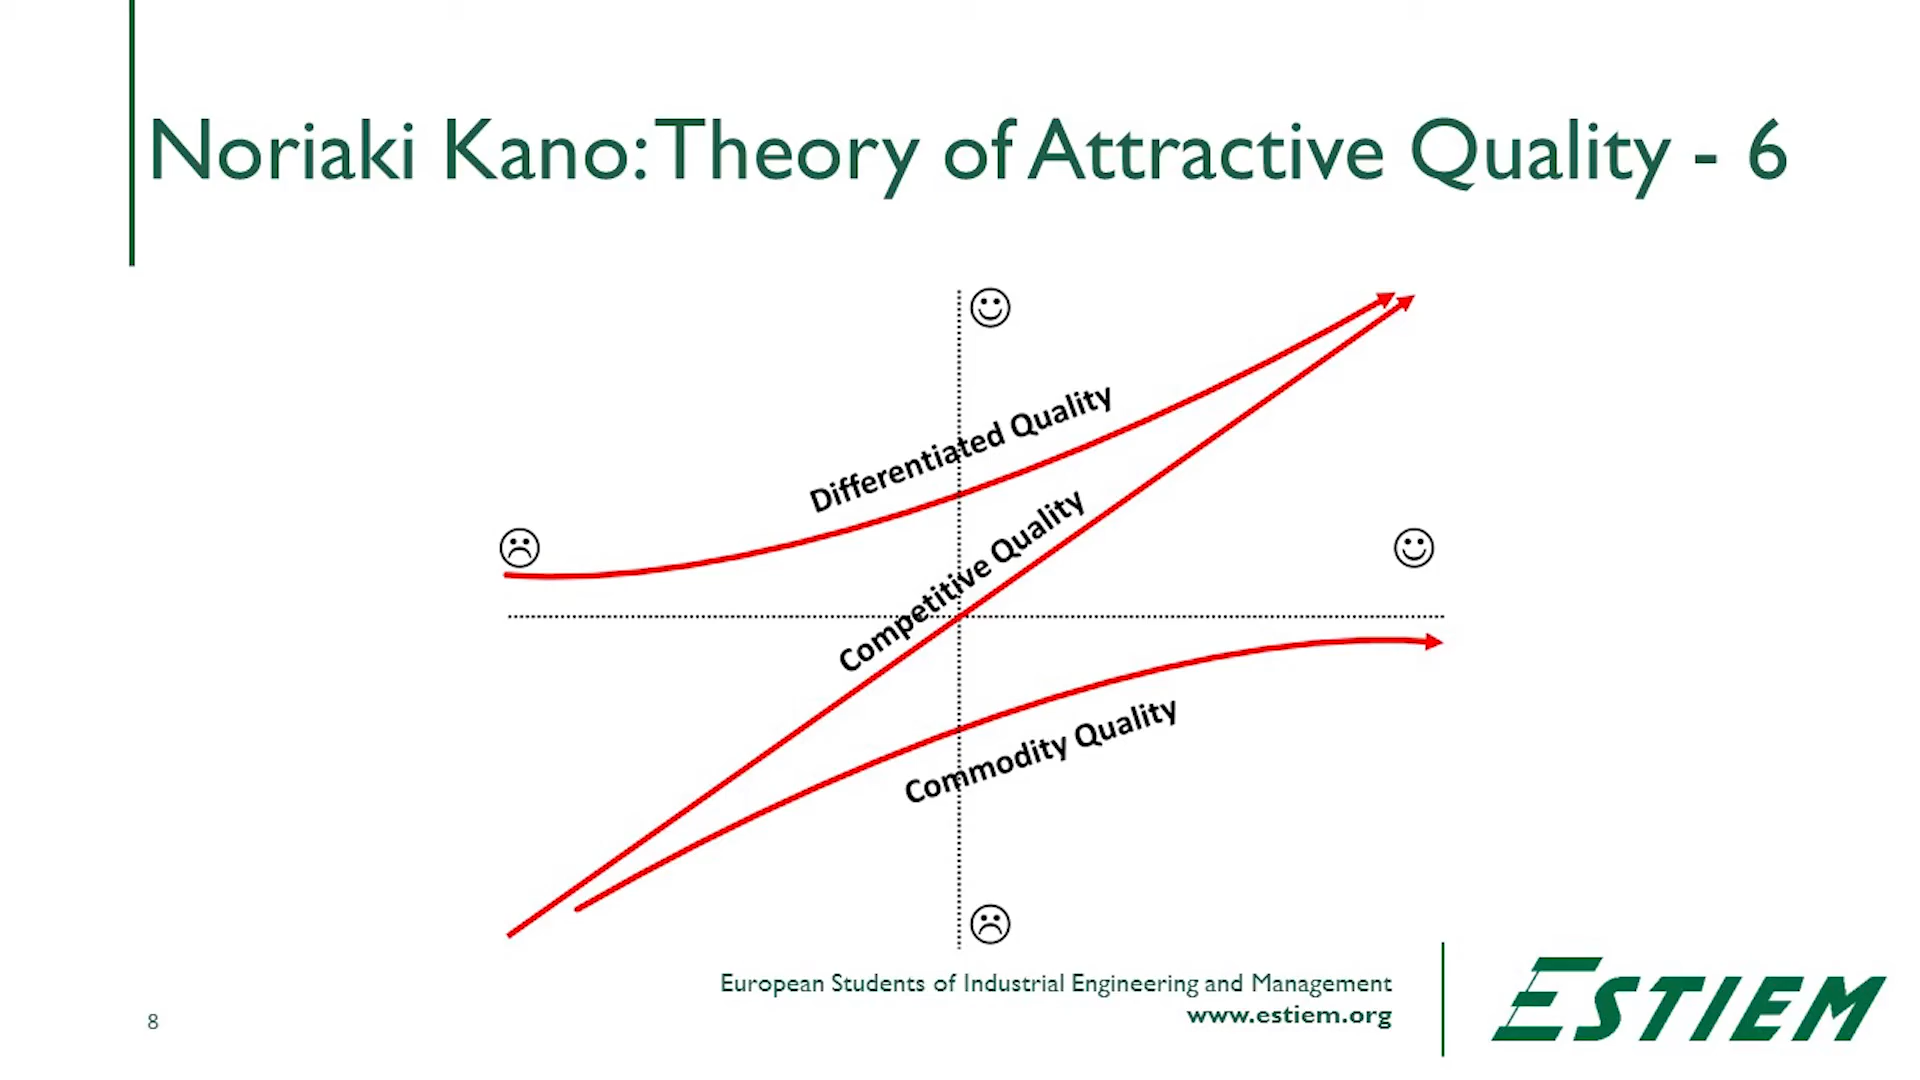 Noriaki Kano: Theory of Attractive Quality - 6
Differentiated Quality
Competitive Quality
Commodity Quality
European Students of Industrial Engineering and Management
www.estiem.org
8
ESTIEM